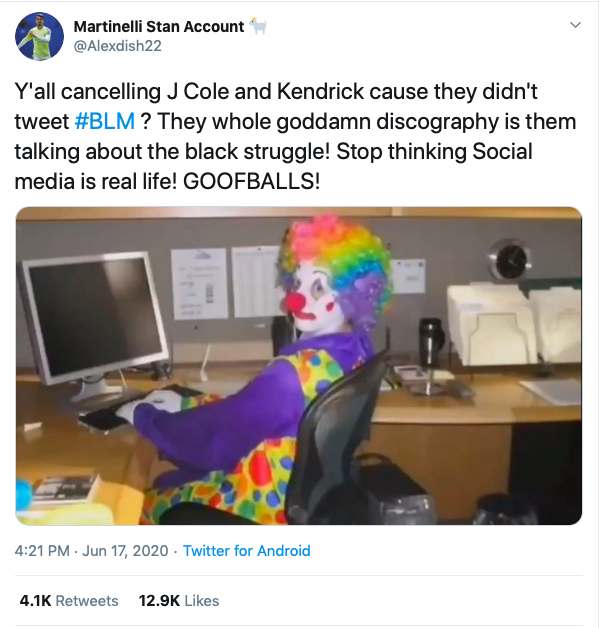 Martinelli Stan Account 🐐
@Alexdish22
Y'all cancelling J Cole and Kendrick cause they didn't
tweet #BLM ? They whole goddamn discography is them
talking about the black struggle! Stop thinking Social
media is real life! GOOFBALLS!
4:21 PM · Jun 17, 2020 · Twitter for Android
4.1K Retweets 12.9K Likes